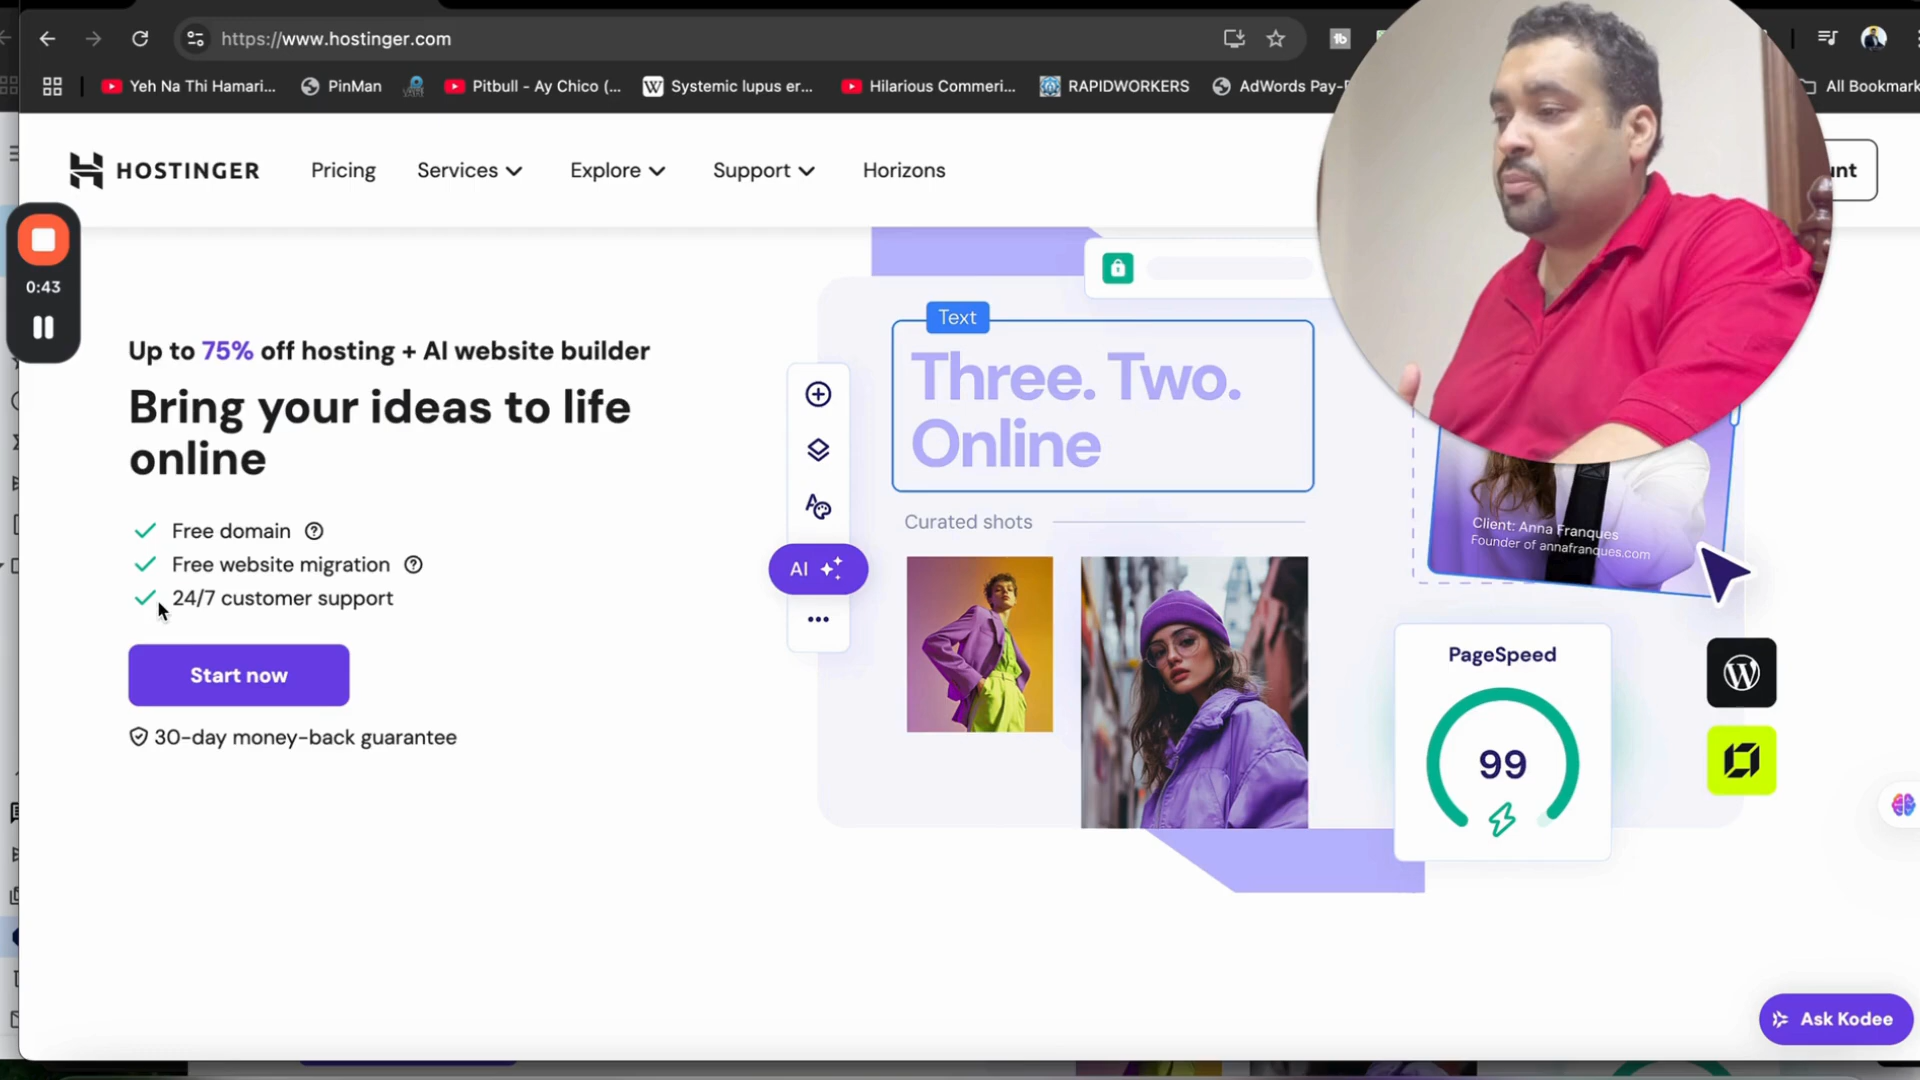 https://www.hostinger.com
Yeh Na Thi Hamari...
PinMan
Pitbull - Ay Chico (...
Systemic lupus er...
Hilarious Commeri...
RAPIDWORKERS
AdWords Pay-
All Bookmark
HOSTINGER
Pricing
Services
Explore
Support
Horizons
unt
0:43
Up to 75% off hosting + AI website builder
Bring your ideas to life
online
Free domain
Free website migration
24/7 customer support
Start now
30-day money-back guarantee
Text
Three. Two.
Online
Curated shots
AI
Client: Anna Franques
Founder of annafranques.com
PageSpeed
99
Ask Kodee